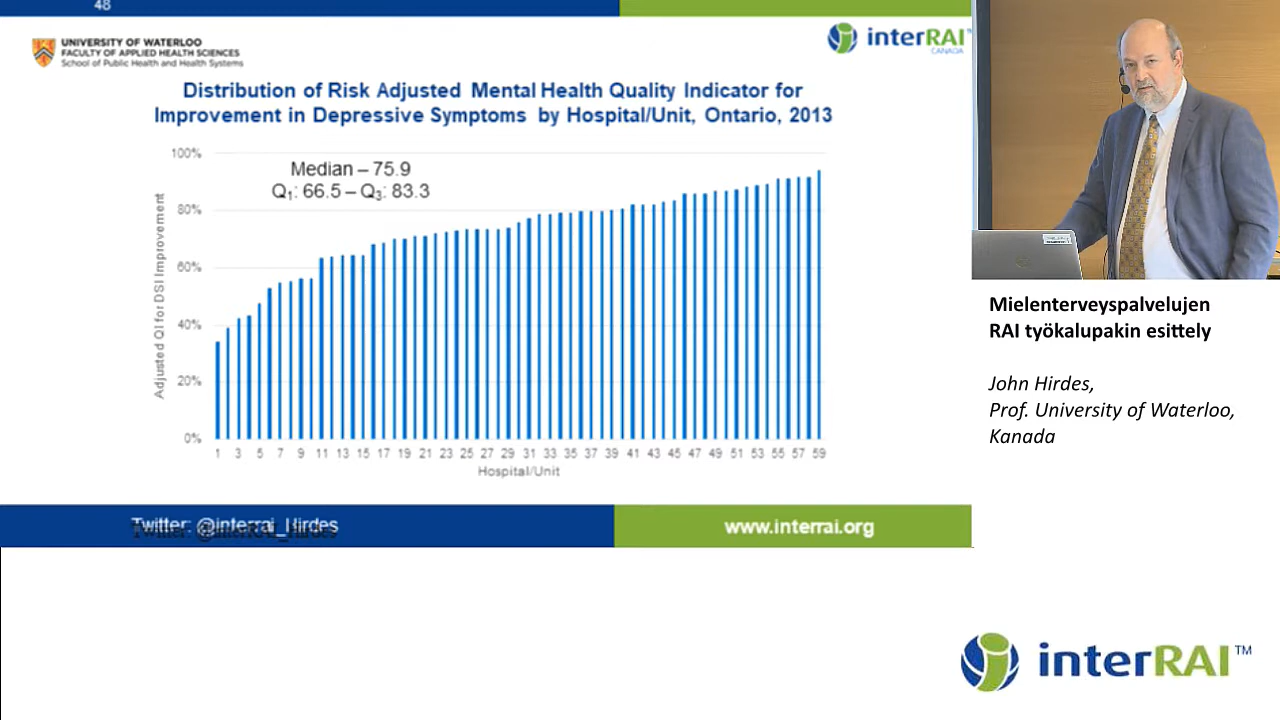 48
UNIVERSITY OF WATERLOO
FACULTY OF APPLIED HEALTH SCIENCES
School of Public Health and Health Systems
interRAI
CANADA
Distribution of Risk Adjusted Mental Health Quality Indicator for
Improvement in Depressive Symptoms by Hospital/Unit, Ontario, 2013
Median – 75.9
Q1: 66.5 – Q3: 83.3
Adjusted QI for DSI Improvement
100%
80%
60%
40%
20%
0%
1 3 5 7 9 11 13 15 17 19 21 23 25 27 29 31 33 35 37 39 41 43 45 47 49 51 53 55 57 59
Hospital/Unit
Twitter: @interrai_Hirdes
Twitter: @interRAI_Hirdes
www.interrai.org
Mielenterveyspalvelujen
RAI työkalupakin esittely
John Hirdes,
Prof. University of Waterloo,
Kanada
interRAI™